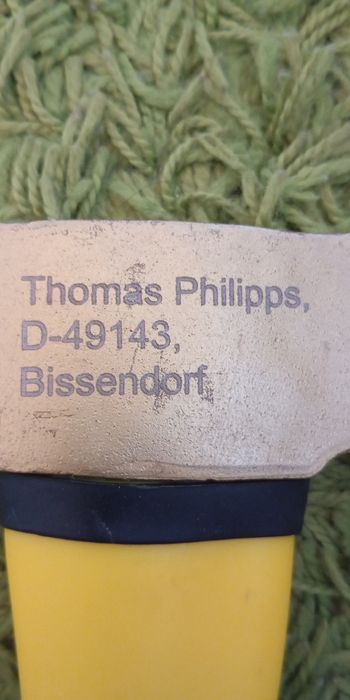 Thomas Philipps,
D-49143,
Bissendorf